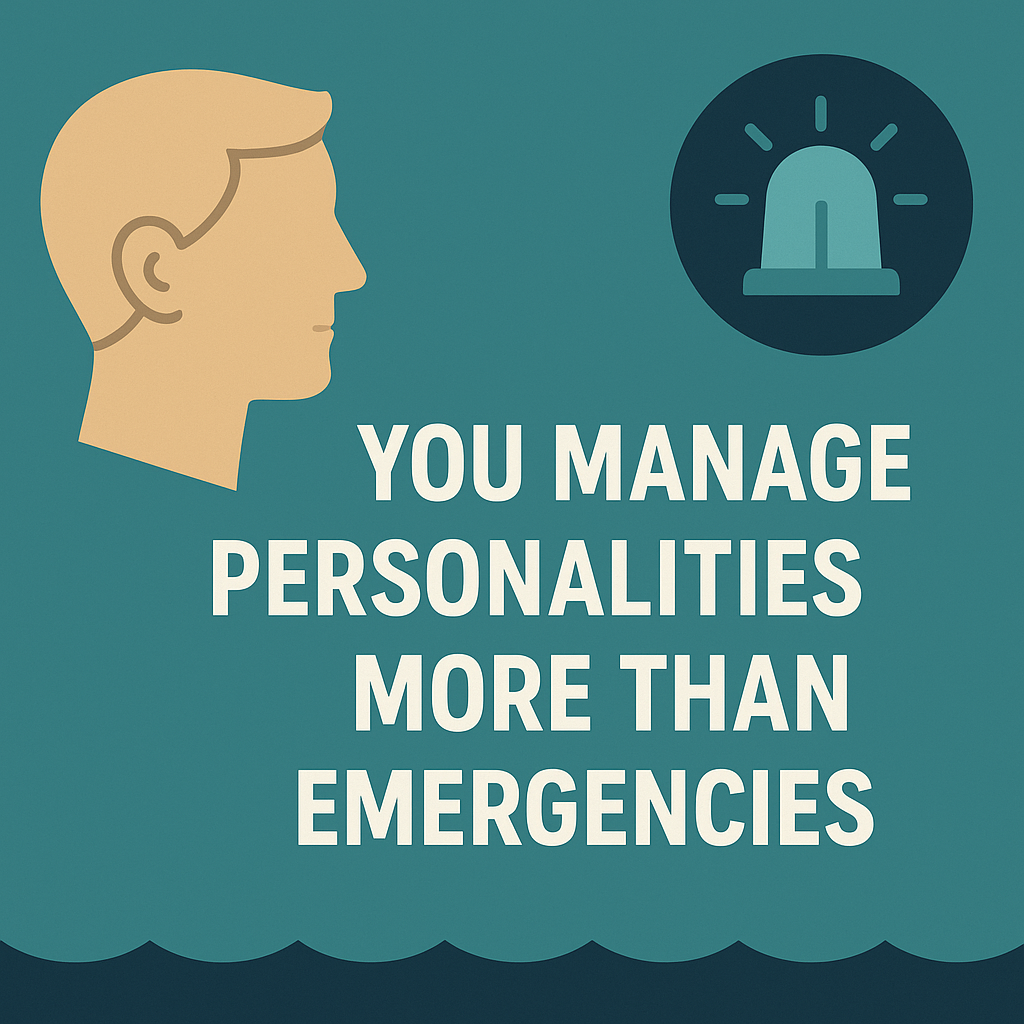 YOU MANAGE
PERSONALITIES
MORE THAN
EMERGENCIES